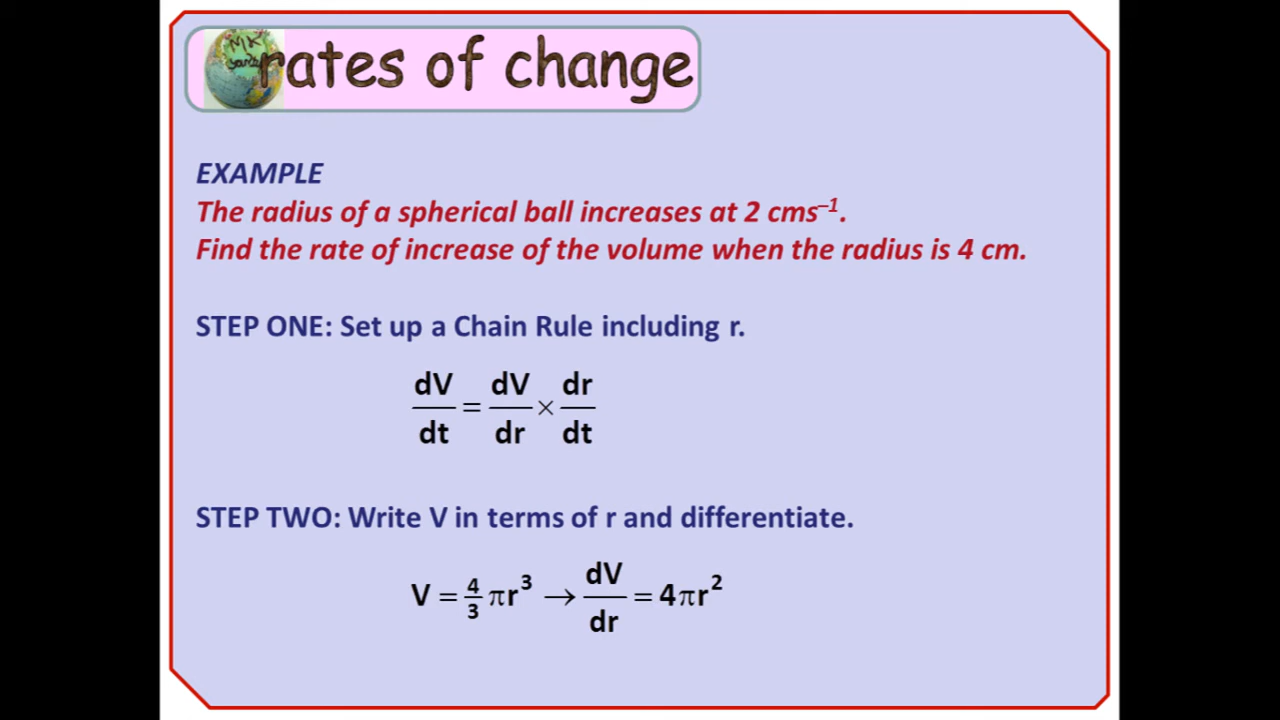 rates of change
EXAMPLE
The radius of a spherical ball increases at 2 cms⁻¹.
Find the rate of increase of the volume when the radius is 4 cm.
STEP ONE: Set up a Chain Rule including r.
dV/dt = dV/dr × dr/dt
STEP TWO: Write V in terms of r and differentiate.
V = 4/3 πr³ → dV/dr = 4πr²